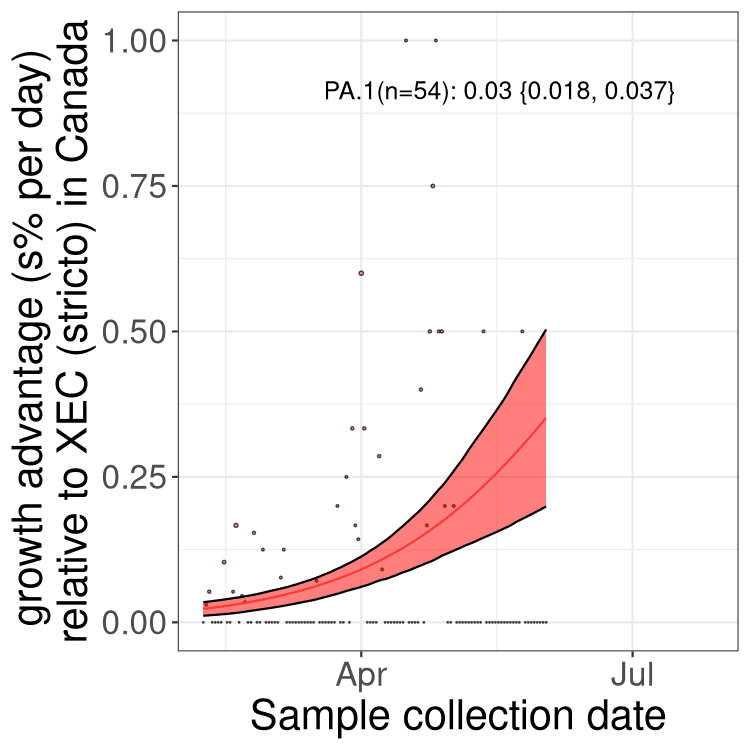 growth advantage (s% per day)
relative to XEC (stricto) in Canada
1.00
0.75
0.50
0.25
0.00
PA.1(n=54): 0.03 {0.018, 0.037}
Apr
Jul
Sample collection date